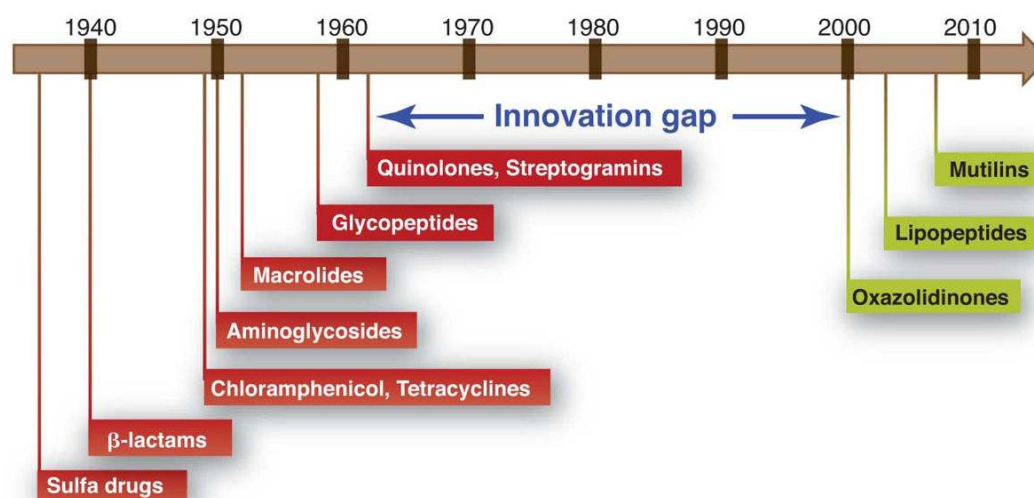 1940 1950 1960 1970 1980 1990 2000 2010
Innovation gap
Quinolones, Streptogramins
Mutilins
Glycopeptides
Lipopeptides
Macrolides
Oxazolidinones
Aminoglycosides
Chloramphenicol, Tetracyclines
β-lactams
Sulfa drugs